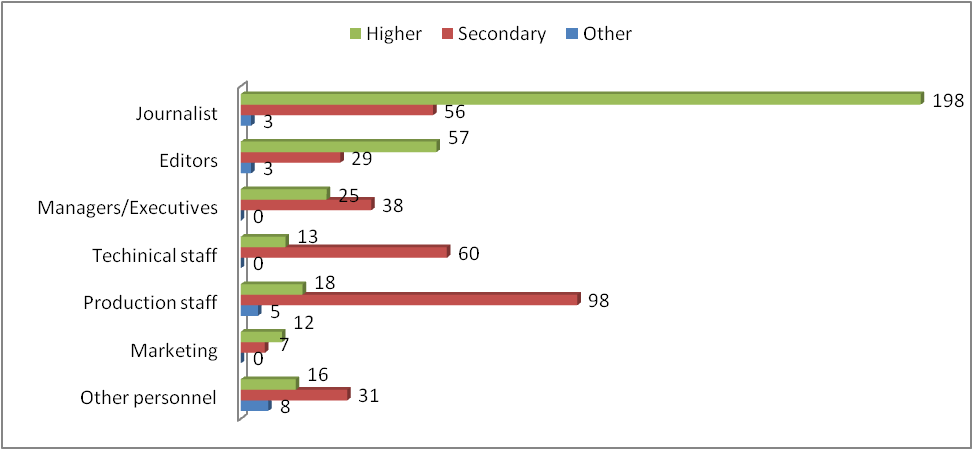 Higher Secondary Other
Journalist
198
56
3
Editors
57
29
3
Managers/Executives
25
38
0
Techinical staff
13
60
0
Production staff
18
98
5
Marketing
12
7
0
Other personnel
16
31
8